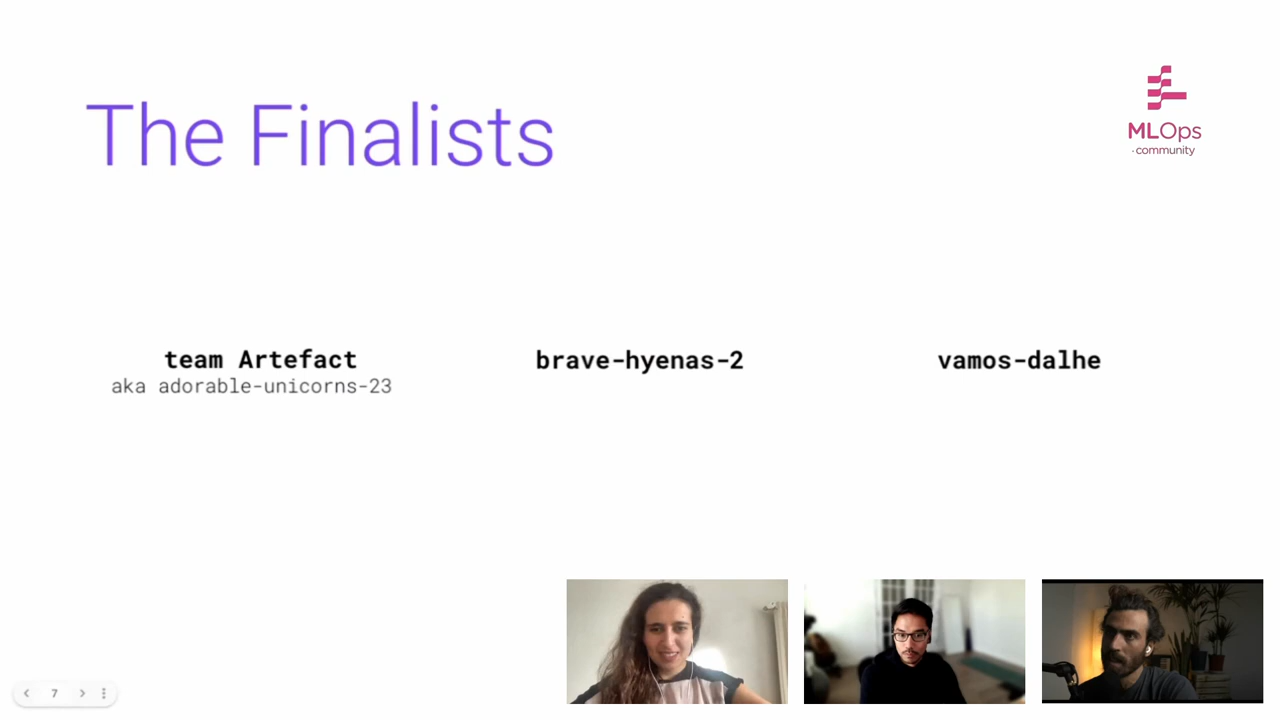 The Finalists
MLOps
·community
team Artefact
aka adorable-unicorns-23
brave-hyenas-2
vamos-dalhe
7